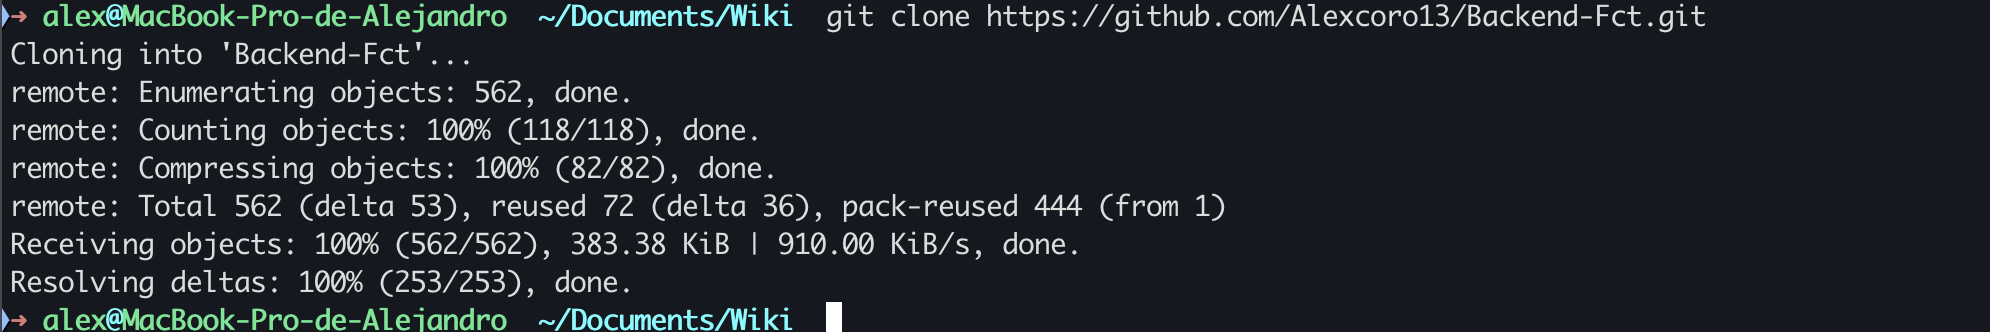 ➜ alex@MacBook-Pro-de-Alejandro ~/Documents/Wiki git clone https://github.com/Alexcoro13/Backend-Fct.git
Cloning into 'Backend-Fct'...
remote: Enumerating objects: 562, done.
remote: Counting objects: 100% (118/118), done.
remote: Compressing objects: 100% (82/82), done.
remote: Total 562 (delta 53), reused 72 (delta 36), pack-reused 444 (from 1)
Receiving objects: 100% (562/562), 383.38 KiB | 910.00 KiB/s, done.
Resolving deltas: 100% (253/253), done.
➜ alex@MacBook-Pro-de-Alejandro ~/Documents/Wiki